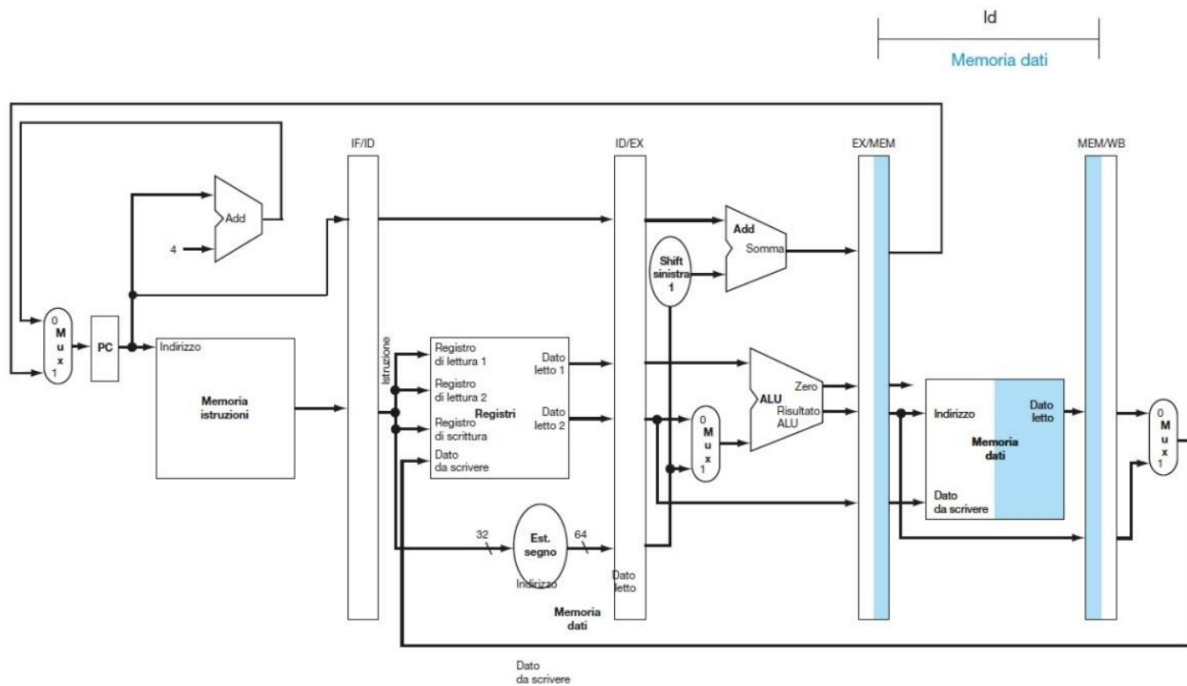 ld
Memoria dati
IF/ID
ID/EX
EX/MEM
MEM/WB
Add
4
Add
Somma
Shift
sinistra
1
0
M
u
x
1
PC
Indirizzo
Memoria
istruzioni
Istruzione
Registro
di lettura 1
Registro
di lettura 2
Registri
Registro
di scrittura
Dato
da scrivere
Dato
letto 1
Dato
letto 2
0
M
u
x
1
Zero
ALU
Risultato
ALU
Indirizzo
Dato
letto
Memoria
dati
Dato
da scrivere
0
M
u
x
1
32
Est.
segno
64
Indirizzo
Dato
letto
Memoria
dati
Dato
da scrivere